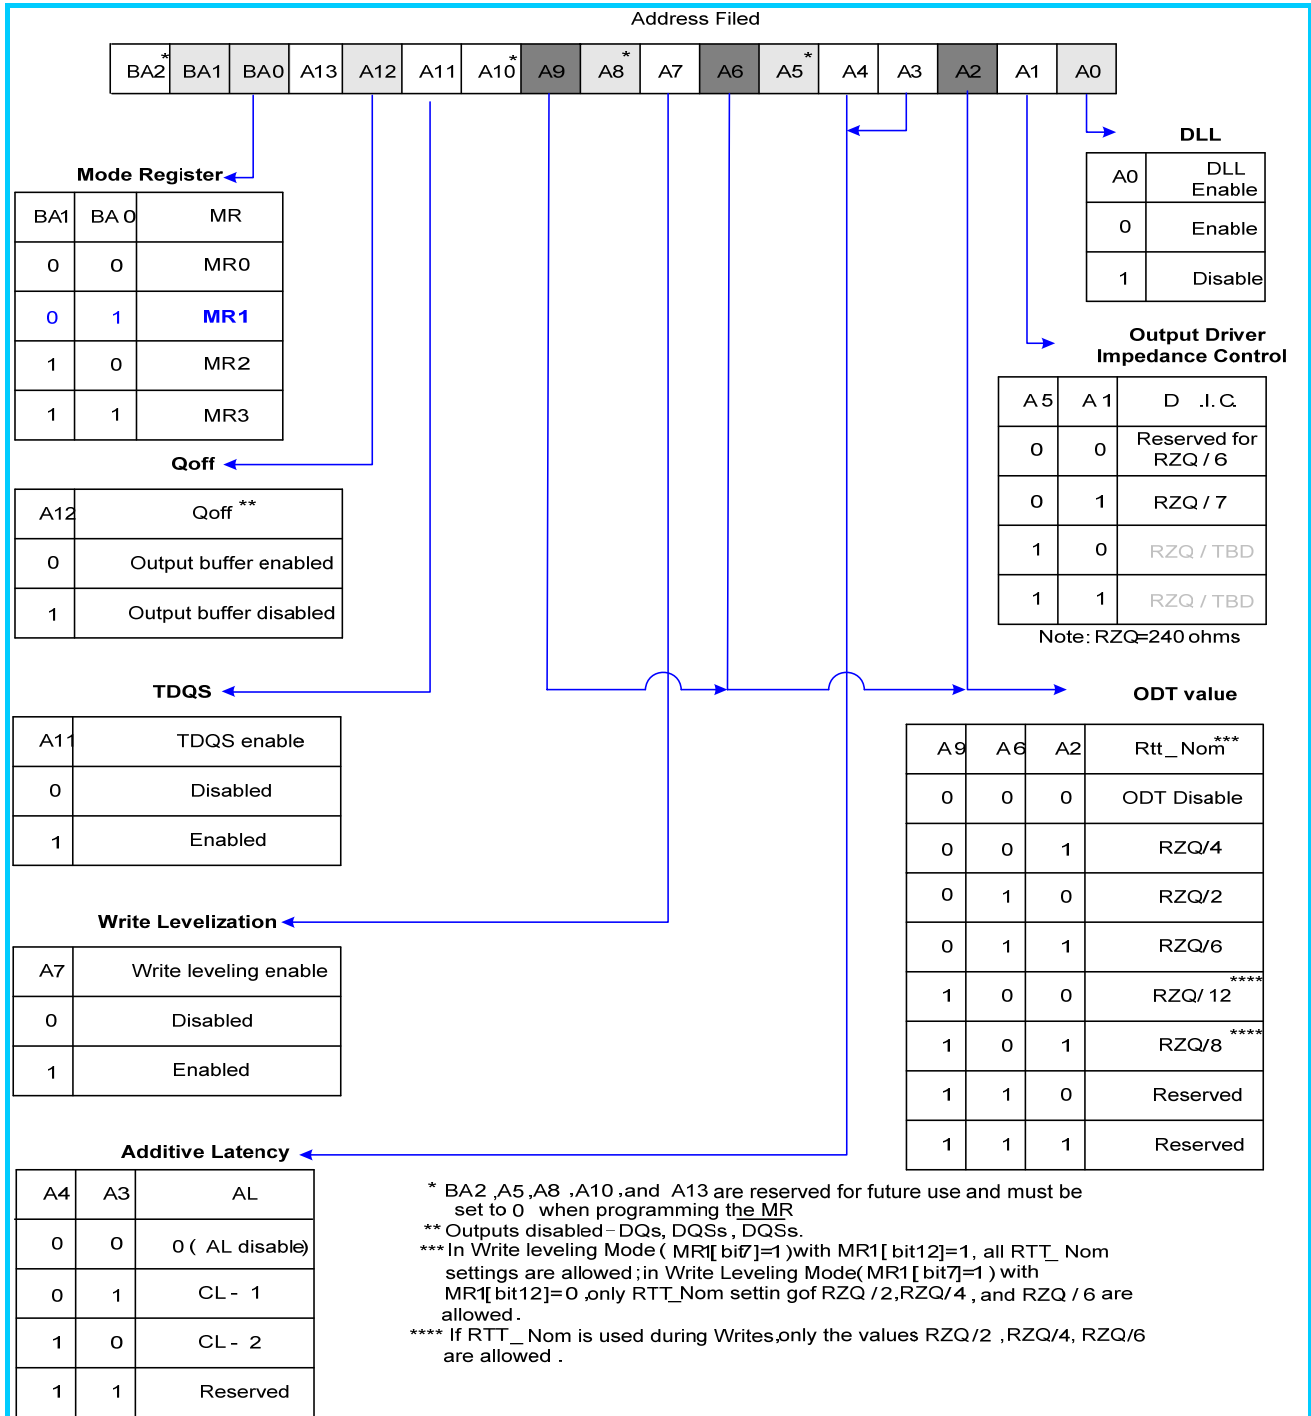 Address Filed
BA2* BA1 BA0 A13 A12 A11 A10* A9 A8* A7 A6 A5* A4 A3 A2 A1 A0
Mode Register
BA1 BA0 MR
0 0 MR0
0 1 MR1
1 0 MR2
1 1 MR3
Qoff
A12 Qoff **
0 Output buffer enabled
1 Output buffer disabled
TDQS
A11 TDQS enable
0 Disabled
1 Enabled
Write Levelization
A7 Write leveling enable
0 Disabled
1 Enabled
Additive Latency
A4 A3 AL
0 0 0 ( AL disable)
0 1 CL - 1
1 0 CL - 2
1 1 Reserved
DLL
A0 DLL Enable
0 Enable
1 Disable
Output Driver
Impedance Control
A5 A1 D .I.C.
0 0 Reserved for RZQ / 6
0 1 RZQ / 7
1 0 RZQ / TBD
1 1 RZQ / TBD
Note: RZQ=240 ohms
ODT value
A9 A6 A2 Rtt_Nom***
0 0 0 ODT Disable
0 0 1 RZQ/4
0 1 0 RZQ/2
0 1 1 RZQ/6
1 0 0 RZQ/12****
1 0 1 RZQ/8****
1 1 0 Reserved
1 1 1 Reserved
* BA2 ,A5 ,A8 ,A10 ,and A13 are reserved for future use and must be
set to 0 when programming the MR
** Outputs disabled - DQs, DQSs, DQSs.
*** In Write leveling Mode ( MR1[ bit7]=1)with MR1[ bit12]=1, all RTT_ Nom
settings are allowed ;in Write Leveling Mode( MR1 [ bit7]=1 ) with
MR1[ bit12]=0 ,only RTT_Nom settin gof RZQ /2,RZQ/4 , and RZQ / 6 are
allowed .
**** If RTT_ Nom is used during Writes,only the values RZQ/2 ,RZQ/4, RZQ/6
are allowed .